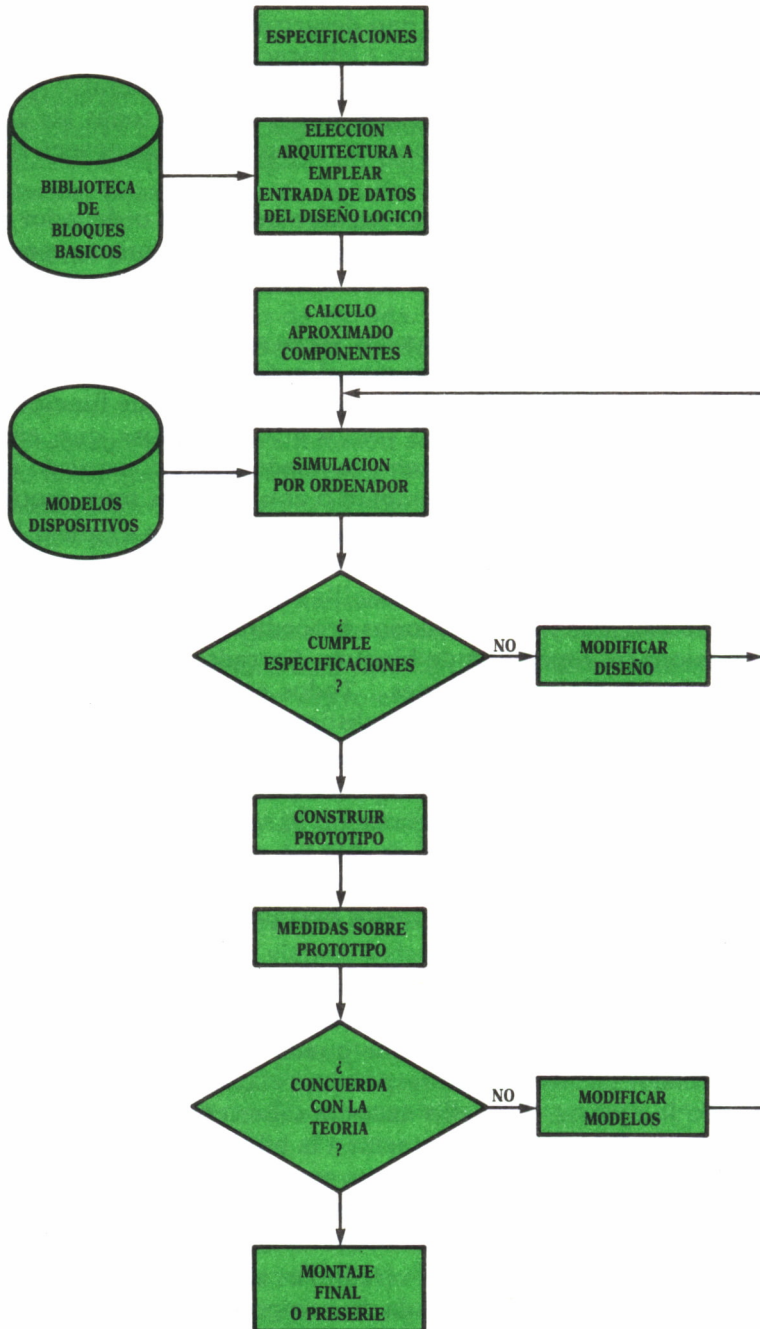 ESPECIFICACIONES
ELECCION
ARQUITECTURA A
EMPLEAR
ENTRADA DE DATOS
DEL DISEÑO LOGICO
BIBLIOTECA
DE
BLOQUES
BASICOS
CALCULO
APROXIMADO
COMPONENTES
SIMULACION
POR ORDENADOR
MODELOS
DISPOSITIVOS
¿
CUMPLE
ESPECIFICACIONES
?
NO
MODIFICAR
DISEÑO
CONSTRUIR
PROTOTIPO
MEDIDAS SOBRE
PROTOTIPO
¿
CONCUERDA
CON LA
TEORIA
?
NO
MODIFICAR
MODELOS
MONTAJE
FINAL
O PRESERIE